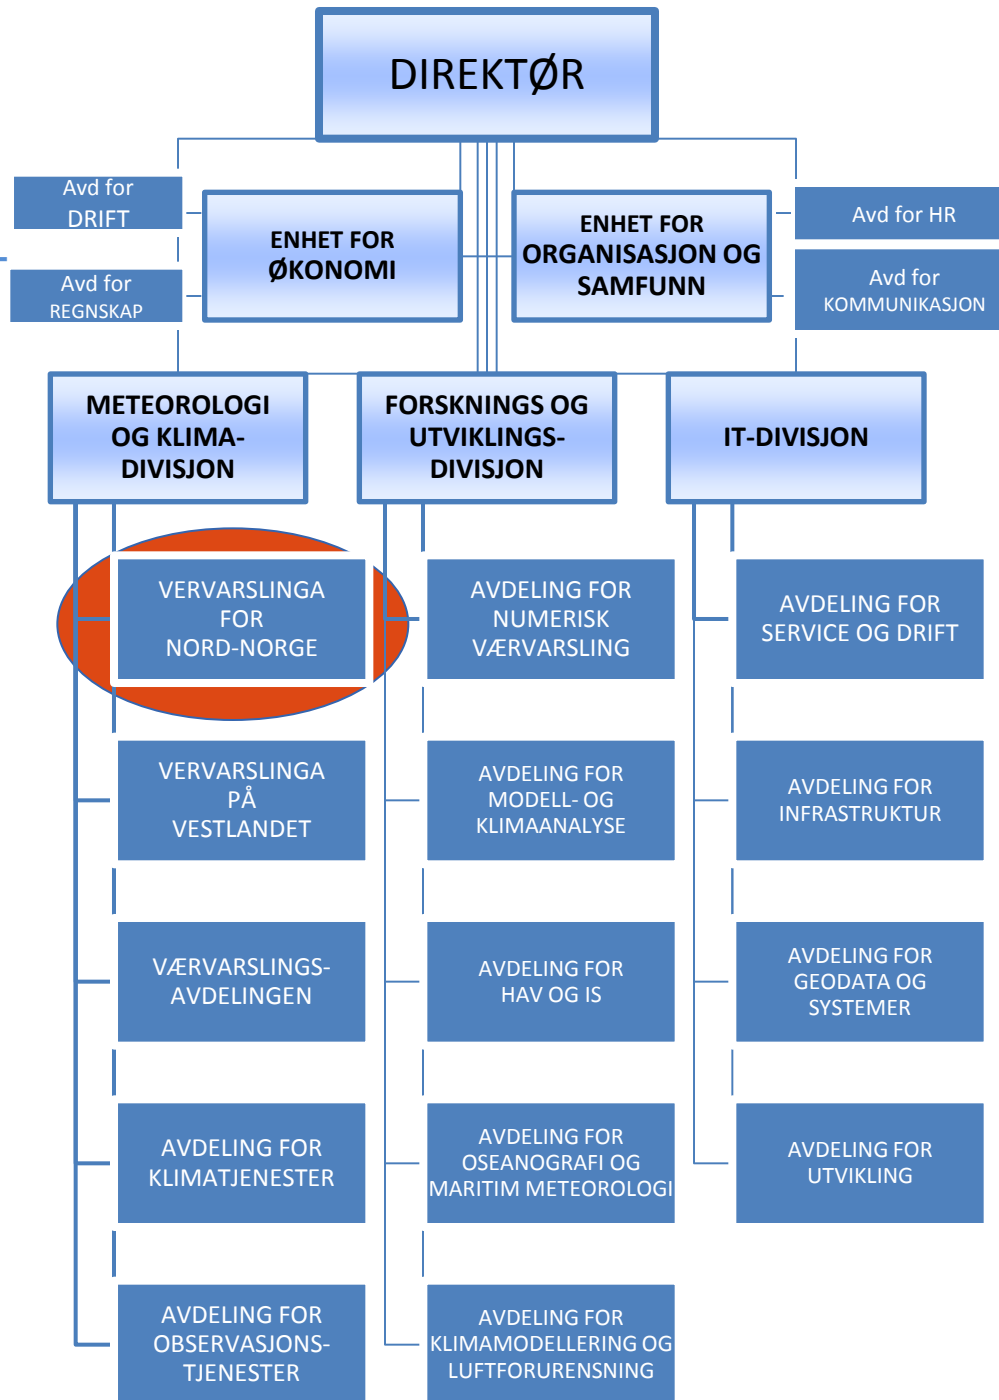 DIREKTØR
Avd for
DRIFT
ENHET FOR
ØKONOMI
ENHET FOR
ORGANISASJON OG
SAMFUNN
Avd for HR
Avd for
REGNSKAP
Avd for
KOMMUNIKASJON
METEOROLOGI
OG KLIMA-
DIVISJON
FORSKNINGS OG
UTVIKLINGS-
DIVISJON
IT-DIVISJON
VERVARSLINGA
FOR
NORD-NORGE
AVDELING FOR
NUMERISK
VÆRVARSLING
AVDELING FOR
SERVICE OG DRIFT
VERVARSLINGA
PÅ
VESTLANDET
AVDELING FOR
MODELL- OG
KLIMAANALYSE
AVDELING FOR
INFRASTRUKTUR
VÆRVARSLINGS-
AVDELINGEN
AVDELING FOR
HAV OG IS
AVDELING FOR
GEODATA OG
SYSTEMER
AVDELING FOR
KLIMATJENESTER
AVDELING FOR
OSEANOGRAFI OG
MARITIM METEOROLOGI
AVDELING FOR
UTVIKLING
AVDELING FOR
OBSERVASJONS-
TJENESTER
AVDELING FOR
KLIMAMODELLERING OG
LUFTFORURENSNING